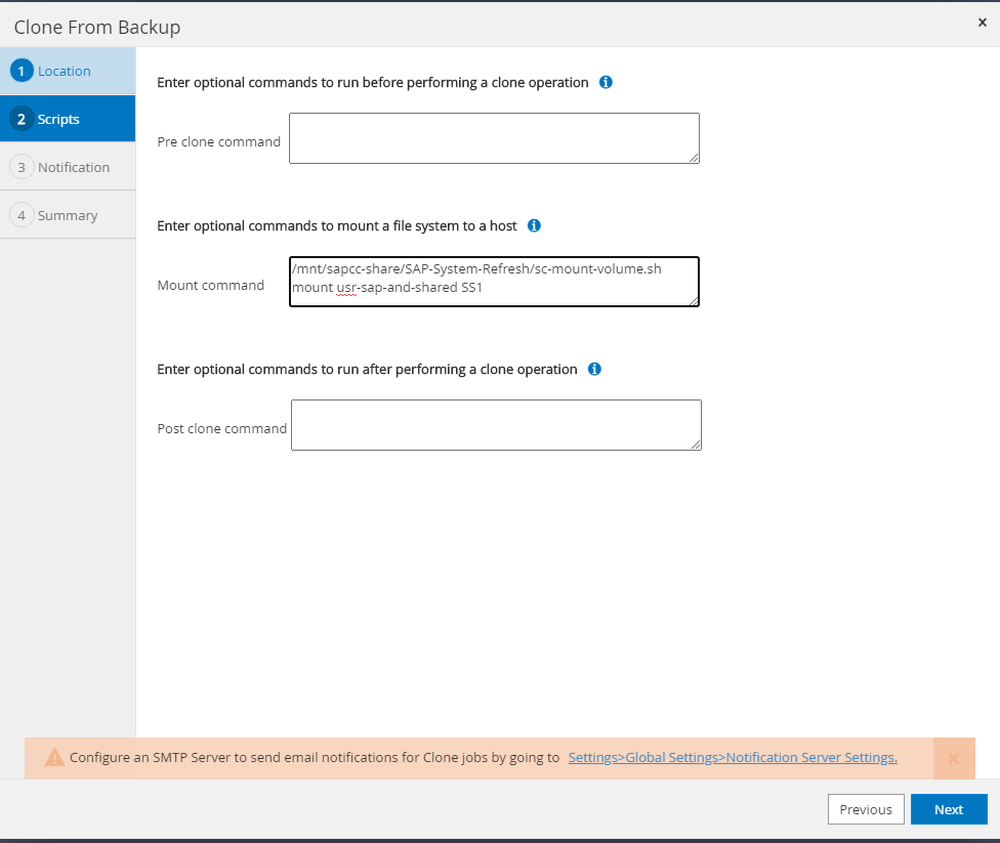 Clone From Backup
×
1 Location
2 Scripts
3 Notification
4 Summary
Enter optional commands to run before performing a clone operation i
Pre clone command
Enter optional commands to mount a file system to a host i
Mount command
/mnt/sapcc-share/SAP-System-Refresh/sc-mount-volume.sh
mount usr-sap-and-shared SS1
Enter optional commands to run after performing a clone operation i
Post clone command
Configure an SMTP Server to send email notifications for Clone jobs by going to Settings>Global Settings>Notification Server Settings. ×
Previous
Next